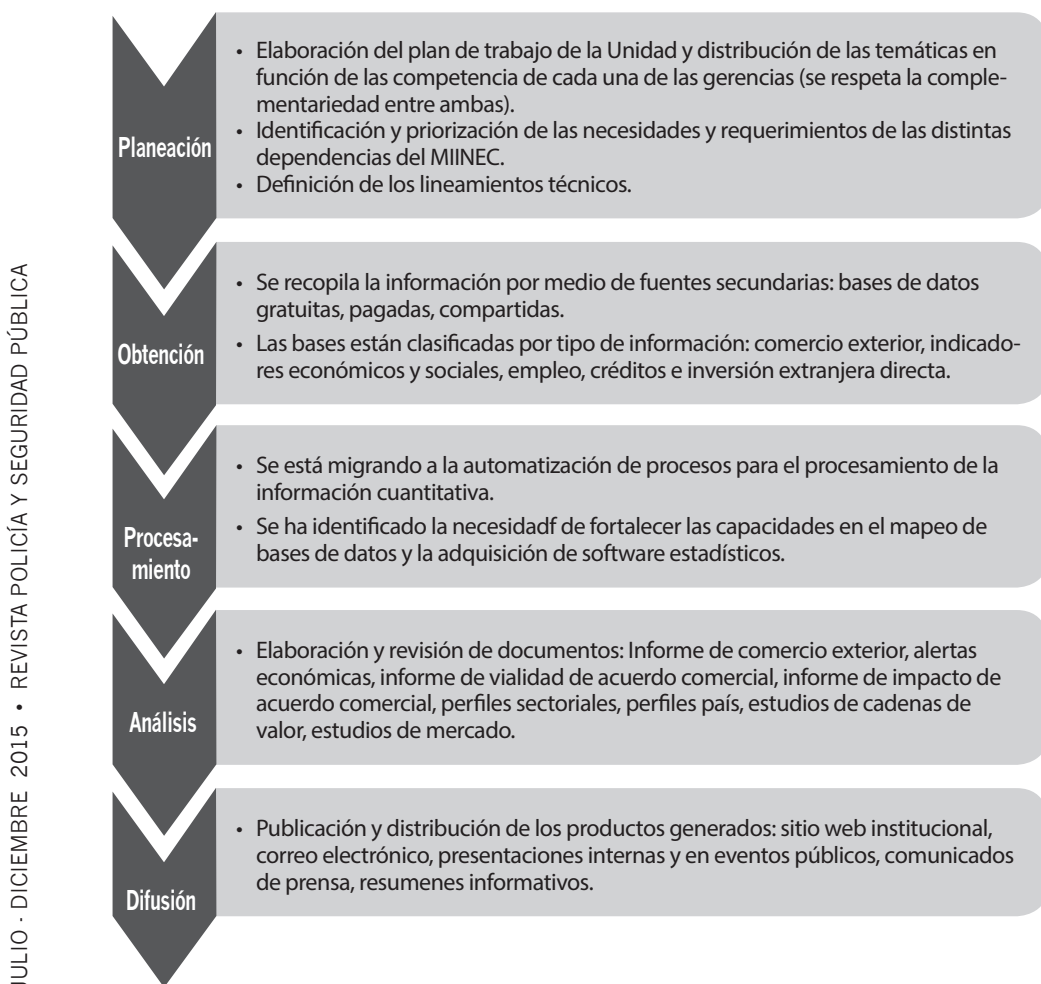 Planeación
• Elaboración del plan de trabajo de la Unidad y distribución de las temáticas en
función de las competencia de cada una de las gerencias (se respeta la comple-
mentariedad entre ambas).
• Identificación y priorización de las necesidades y requerimientos de las distintas
dependencias del MIINEC.
• Definición de los lineamientos técnicos.
Obtención
• Se recopila la información por medio de fuentes secundarias: bases de datos
gratuitas, pagadas, compartidas.
• Las bases están clasificadas por tipo de información: comercio exterior, indicado-
res económicos y sociales, empleo, créditos e inversión extranjera directa.
Procesa-
miento
• Se está migrando a la automatización de procesos para el procesamiento de la
información cuantitativa.
• Se ha identificado la necesidadf de fortalecer las capacidades en el mapeo de
bases de datos y la adquisición de software estadísticos.
Análisis
• Elaboración y revisión de documentos: Informe de comercio exterior, alertas
económicas, informe de vialidad de acuerdo comercial, informe de impacto de
acuerdo comercial, perfiles sectoriales, perfiles país, estudios de cadenas de
valor, estudios de mercado.
Difusión
• Publicación y distribución de los productos generados: sitio web institucional,
correo electrónico, presentaciones internas y en eventos públicos, comunicados
de prensa, resumenes informativos.
JULIO - DICIEMBRE 2015 • REVISTA POLICÍA Y SEGURIDAD PÚBLICA